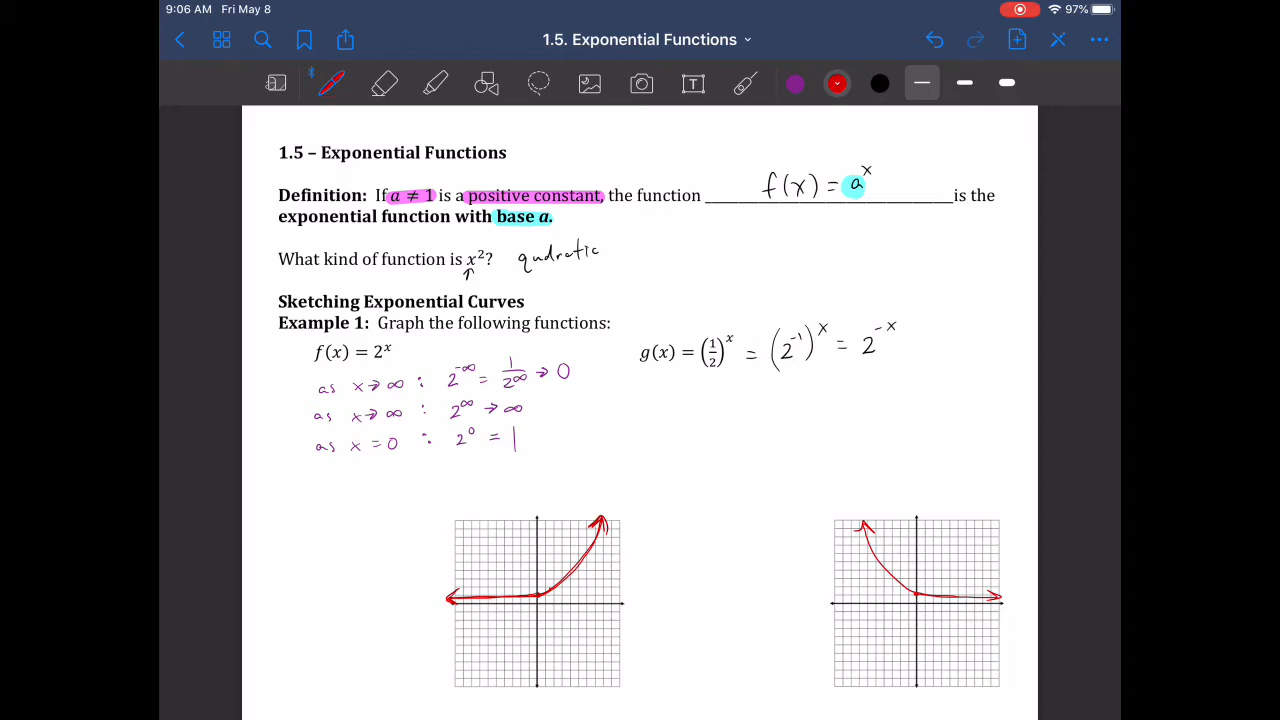 9:06 AM Fri May 8
97%
1.5. Exponential Functions
T
1.5 – Exponential Functions
Definition: If a ≠ 1 is a positive constant, the function f(x) = a^x is the
exponential function with base a.
What kind of function is x²? qudratic
Sketching Exponential Curves
Example 1: Graph the following functions:
f(x) = 2^x
as x → ∞ : 2^-∞ = 1/2^∞ → 0
as x → ∞ : 2^∞ → ∞
as x = 0 : 2^0 = 1
g(x) = (1/2)^x = (2^-1)^x = 2^-x